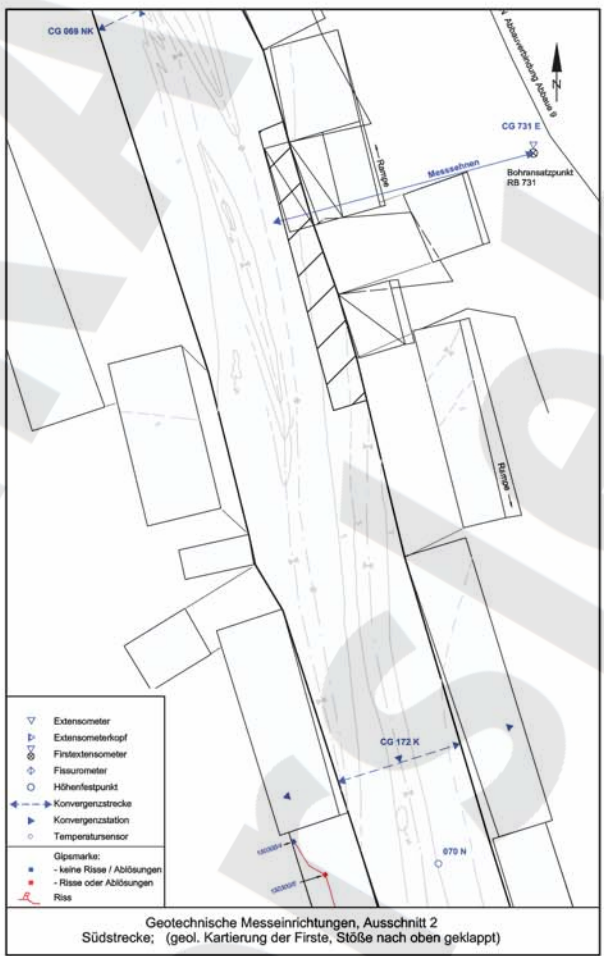 CG 069 NK
Abbauverbindung Abbaue 9
N
CG 731 E
Bohransatzpunkt
RB 731
Messsehnen
Rampe
Rampe
CG 172 K
070 N
Extensometer
Extensometerkopf
Firstextensometer
Fissurometer
Höhenfestpunkt
Konvergenzstrecke
Konvergenzstation
Temperatursensor
Gipsmarke:
- keine Risse / Ablösungen
- Risse oder Ablösungen
Riss
Geotechnische Messeinrichtungen, Ausschnitt 2
Südstrecke; (geol. Kartierung der Firste, Stöße nach oben geklappt)